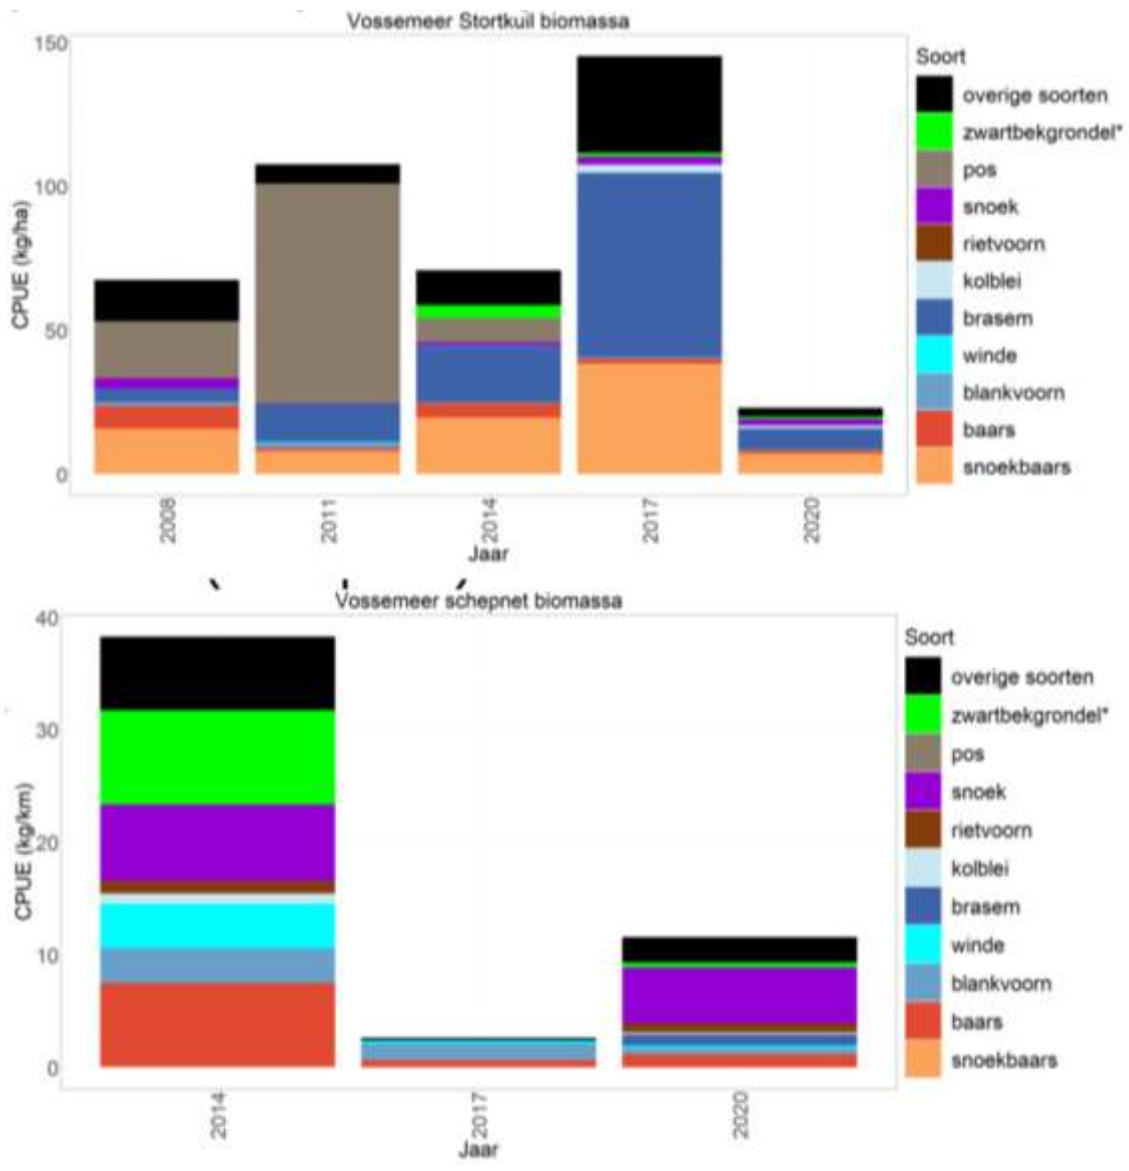 Vossemeer Stortkuil biomassa
150
100
50
0
CPUE (kg/ha)
2008
2011
2014
2017
2020
Jaar
Soort
overige soorten
zwartbekgrondel*
pos
snoek
rietvoorn
kolblei
brasem
winde
blankvoorn
baars
snoekbaars
Vossemeer schepnet biomassa
40
30
20
10
0
CPUE (kg/km)
2014
2017
2020
Jaar
Soort
overige soorten
zwartbekgrondel*
pos
snoek
rietvoorn
kolblei
brasem
winde
blankvoorn
baars
snoekbaars